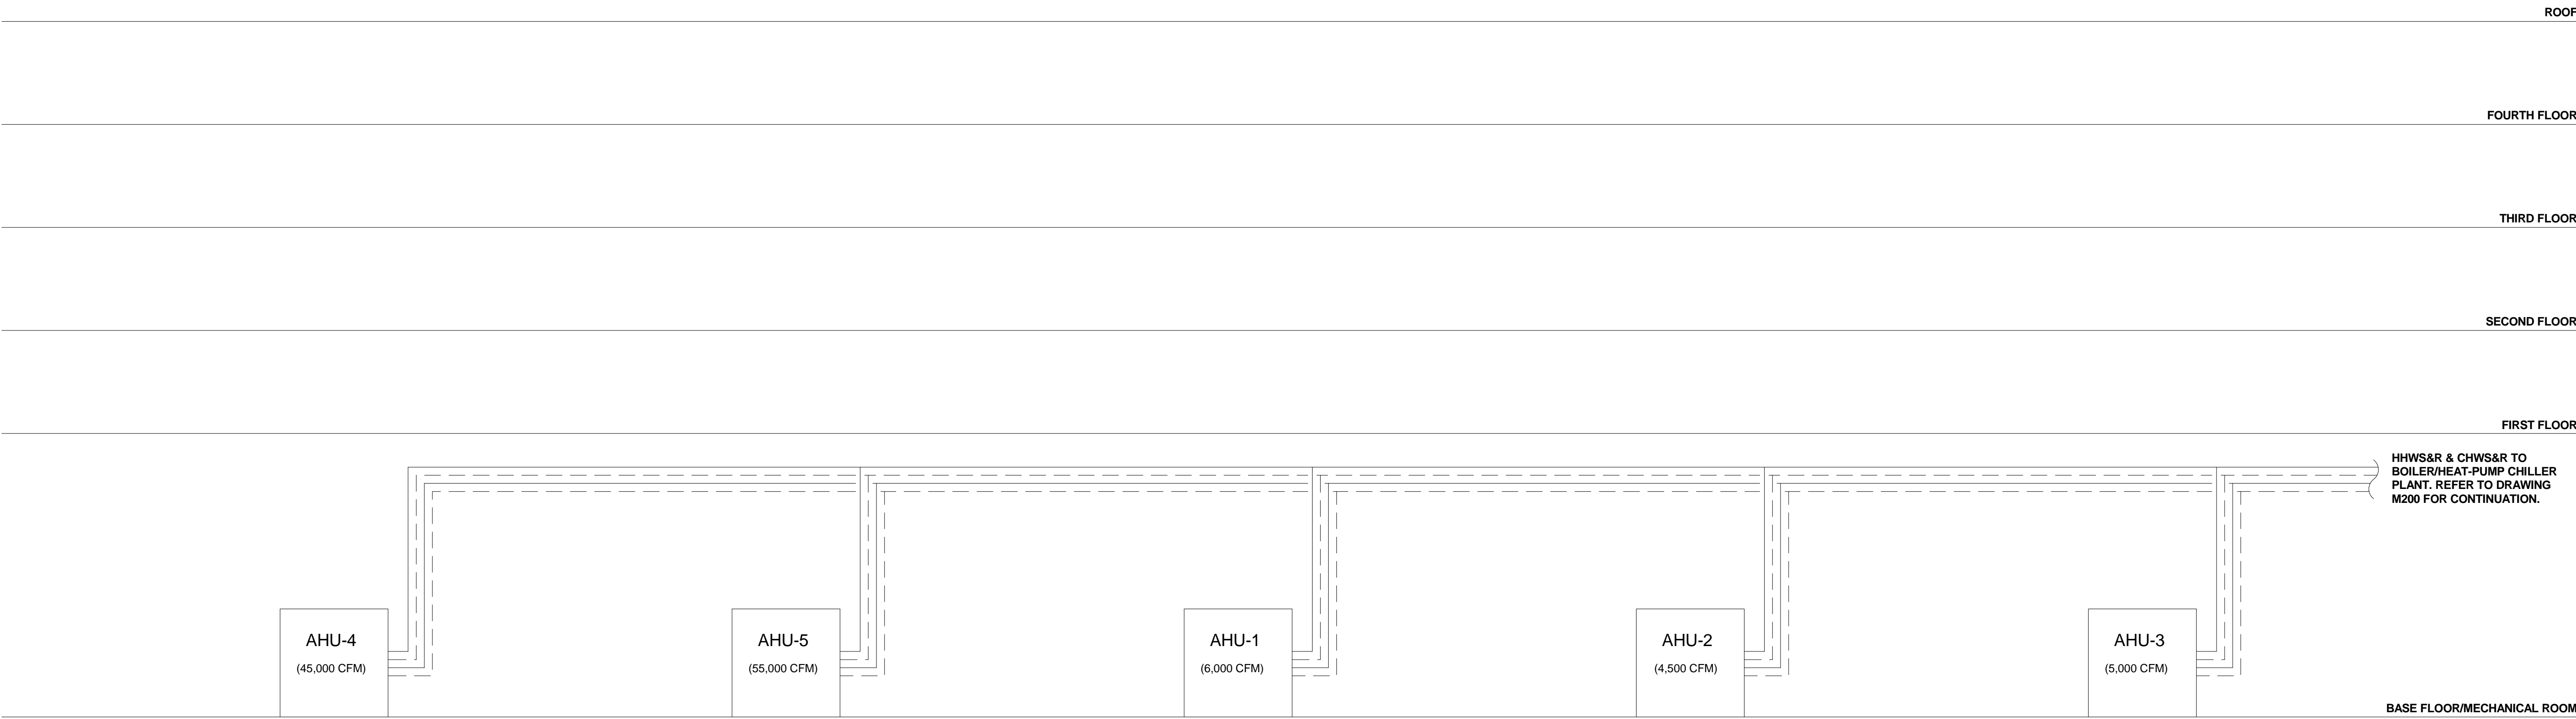 ROOF
FOURTH FLOOR
THIRD FLOOR
SECOND FLOOR
FIRST FLOOR
HHWS&R & CHWS&R TO
BOILER/HEAT-PUMP CHILLER
PLANT. REFER TO DRAWING
M200 FOR CONTINUATION.
AHU-4
(45,000 CFM)
AHU-5
(55,000 CFM)
AHU-1
(6,000 CFM)
AHU-2
(4,500 CFM)
AHU-3
(5,000 CFM)
BASE FLOOR/MECHANICAL ROOM